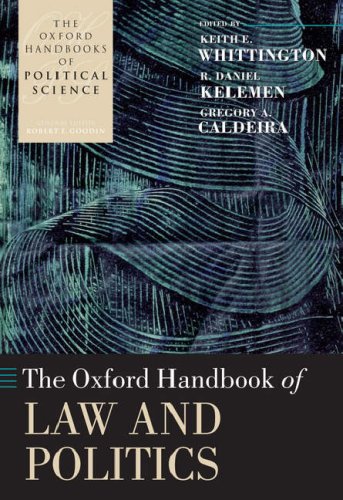 THE
OXFORD
HANDBOOKS
OF
POLITICAL
SCIENCE
GENERAL EDITOR
ROBERT E. GOODIN
EDITED BY
KEITH E.
WHITTINGTON
R. DANIEL
KELEMEN
GREGORY A.
CALDEIRA
The Oxford Handbook of
LAW AND
POLITICS